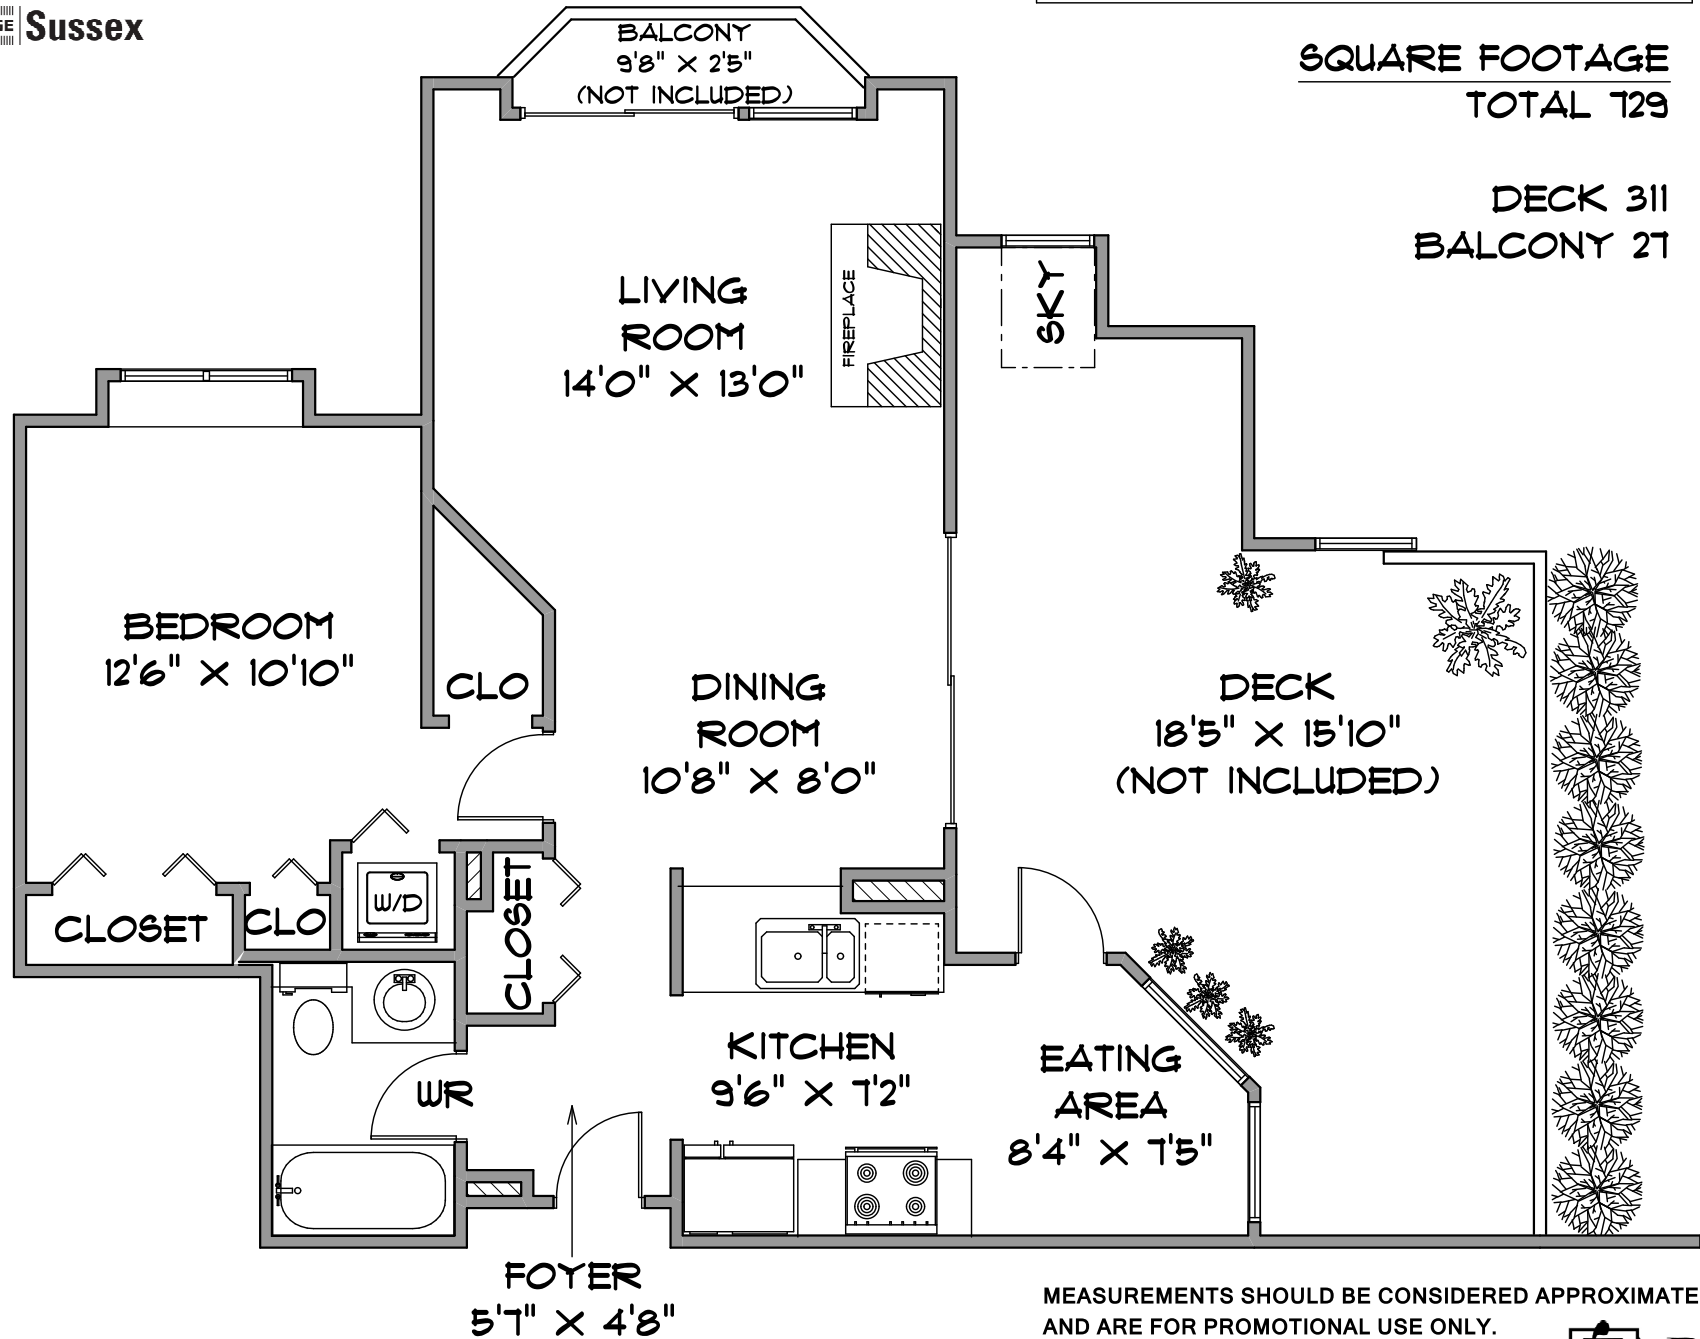 GE Sussex
BALCONY
9'8" X 2'5"
(NOT INCLUDED)
SQUARE FOOTAGE
TOTAL 729
DECK 311
BALCONY 27
LIVING
ROOM
14'0" X 13'0"
FIREPLACE
SKY
BEDROOM
12'6" X 10'10"
CLO
DINING
ROOM
10'8" X 8'0"
DECK
18'5" X 15'10"
(NOT INCLUDED)
CLOSET
CLO
W/D
CLOSET
KITCHEN
9'6" X 7'2"
EATING
AREA
8'4" X 7'5"
WR
FOYER
5'7" X 4'8"
MEASUREMENTS SHOULD BE CONSIDERED APPROXIMATE
AND ARE FOR PROMOTIONAL USE ONLY.